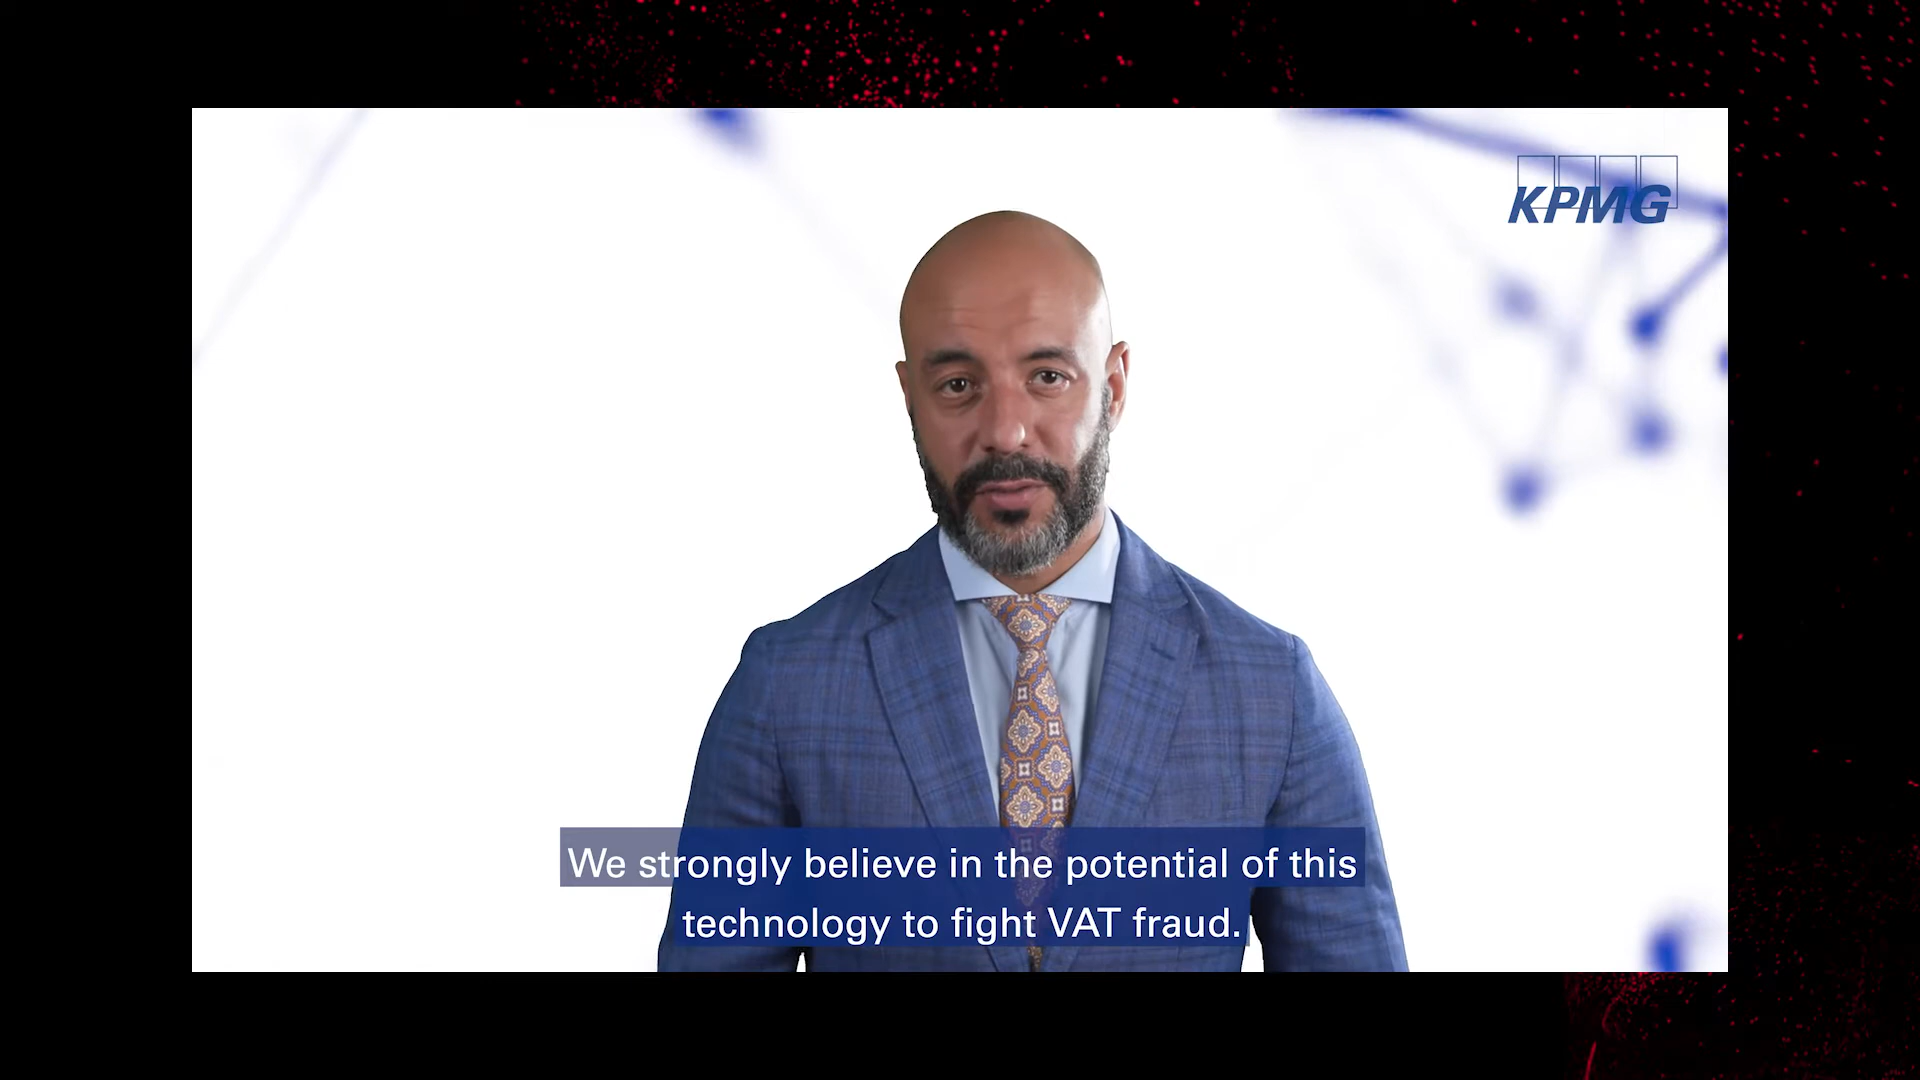 KPMG
We strongly believe in the potential of this
technology to fight VAT fraud.